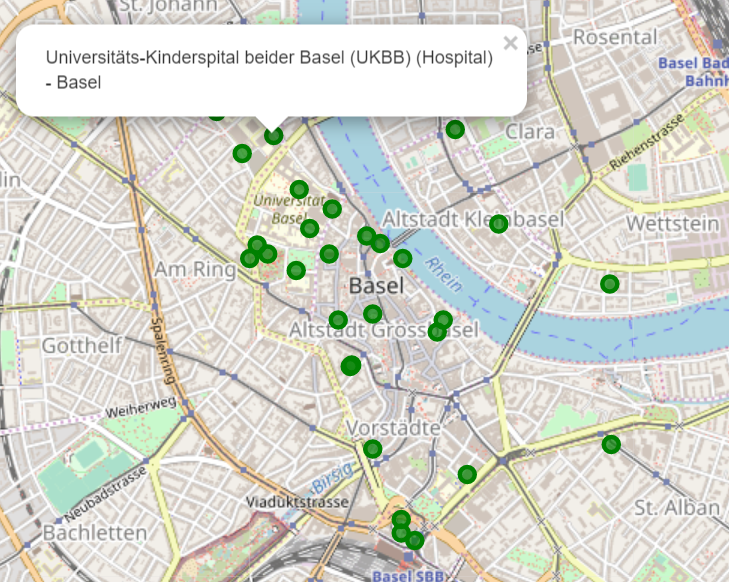 St. Johann
Rosental
Universitäts-Kinderspital beider Basel (UKBB) (Hospital)
- Basel
×
sse
Basel Bad
Bahnh
Clara
Riehenstrasse
lin
Universität
Basel
Altstadt Kleinbasel
Wettstein
Am Ring
Rhein
Basel
Spalenring
Altstadt Grossbasel
Gotthelf
Weiherweg
Vorstädte
Birsig
Neubadstrasse
Viaduktstrasse
St. Alban
Bachletten
Basel SBB